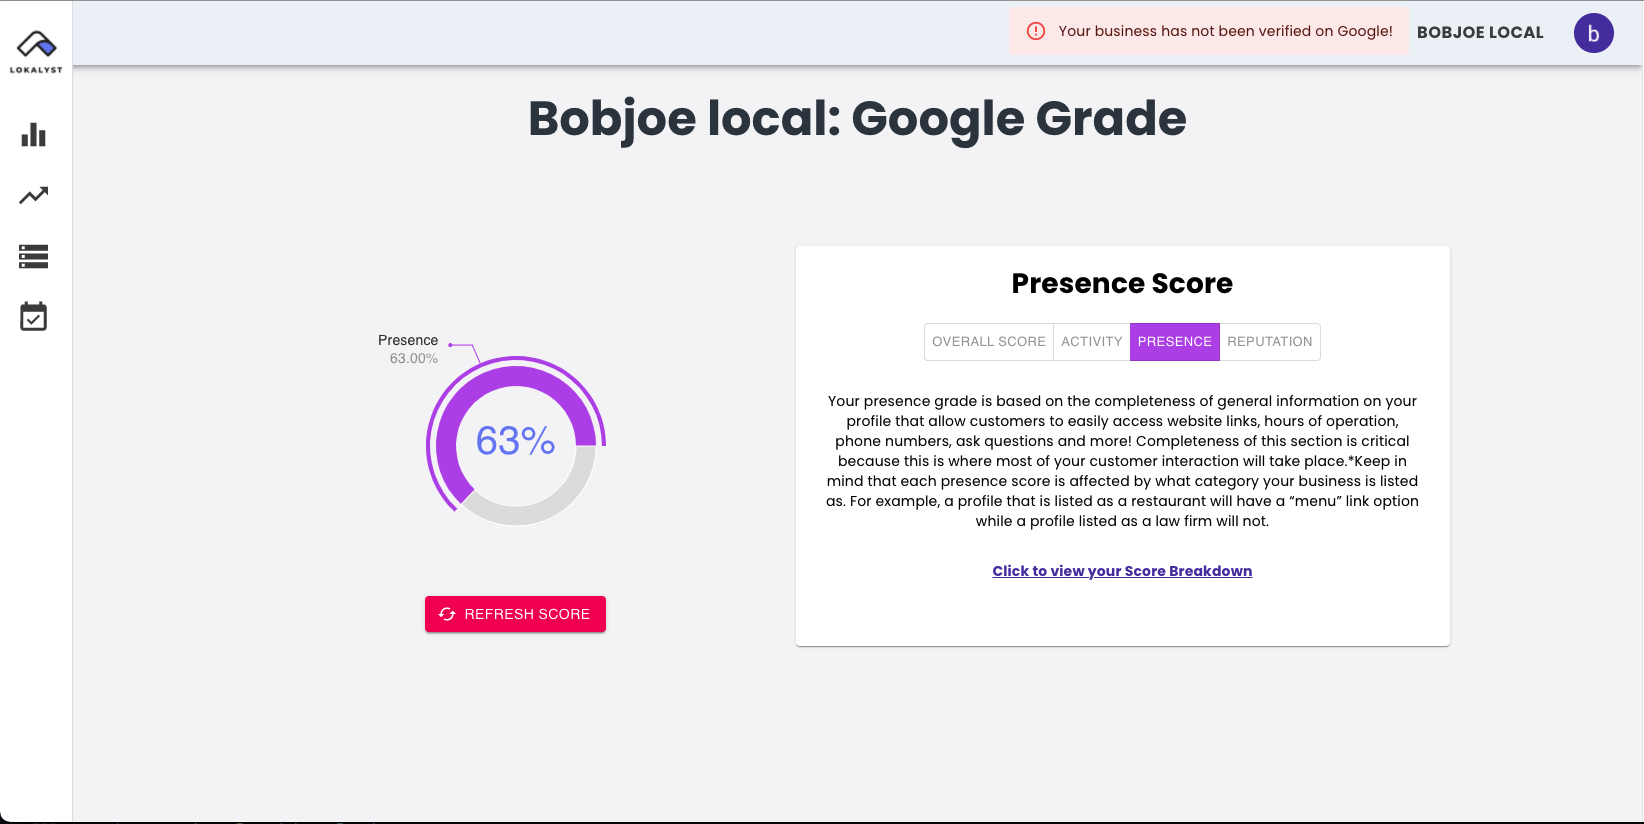 LOKALYST
Your business has not been verified on Google!
BOBJOE LOCAL
b
Bobjoe local: Google Grade
Presence
63.00%
63%
REFRESH SCORE
Presence Score
OVERALL SCORE
ACTIVITY
PRESENCE
REPUTATION
Your presence grade is based on the completeness of general information on your
profile that allow customers to easily access website links, hours of operation,
phone numbers, ask questions and more! Completeness of this section is critical
because this is where most of your customer interaction will take place.*Keep in
mind that each presence score is affected by what category your business is listed
as. For example, a profile that is listed as a restaurant will have a “menu” link option
while a profile listed as a law firm will not.
Click to view your Score Breakdown